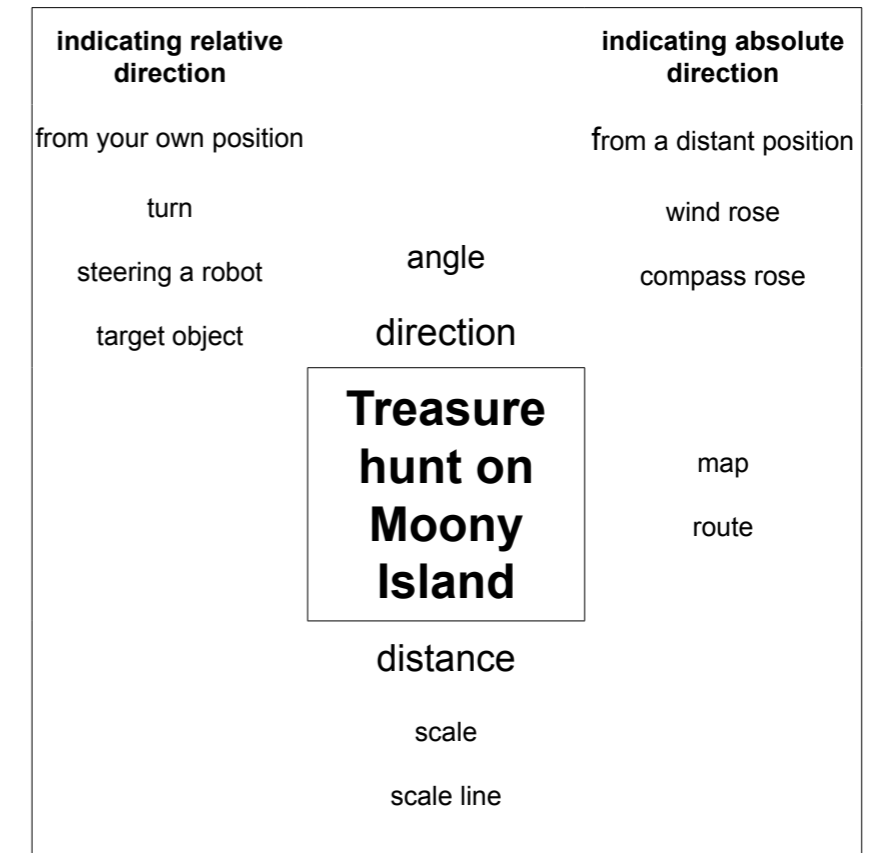 indicating relative
direction
from your own position
turn
steering a robot
target object
angle
direction
indicating absolute
direction
from a distant position
wind rose
compass rose
Treasure
hunt on
Moony
Island
map
route
distance
scale
scale line